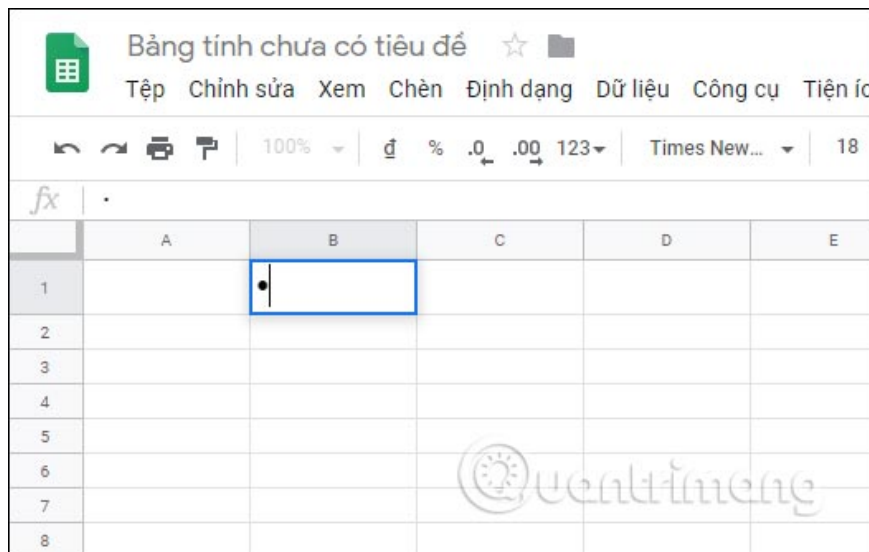 Bảng tính chưa có tiêu đề
Tệp Chỉnh sửa Xem Chèn Định dạng Dữ liệu Công cụ Tiện íc
100% ₫ % .0 .00 123 Times New... 18
fx •
A B C D E
1 •
2
3
4
5
6
7
8
Quantrimang